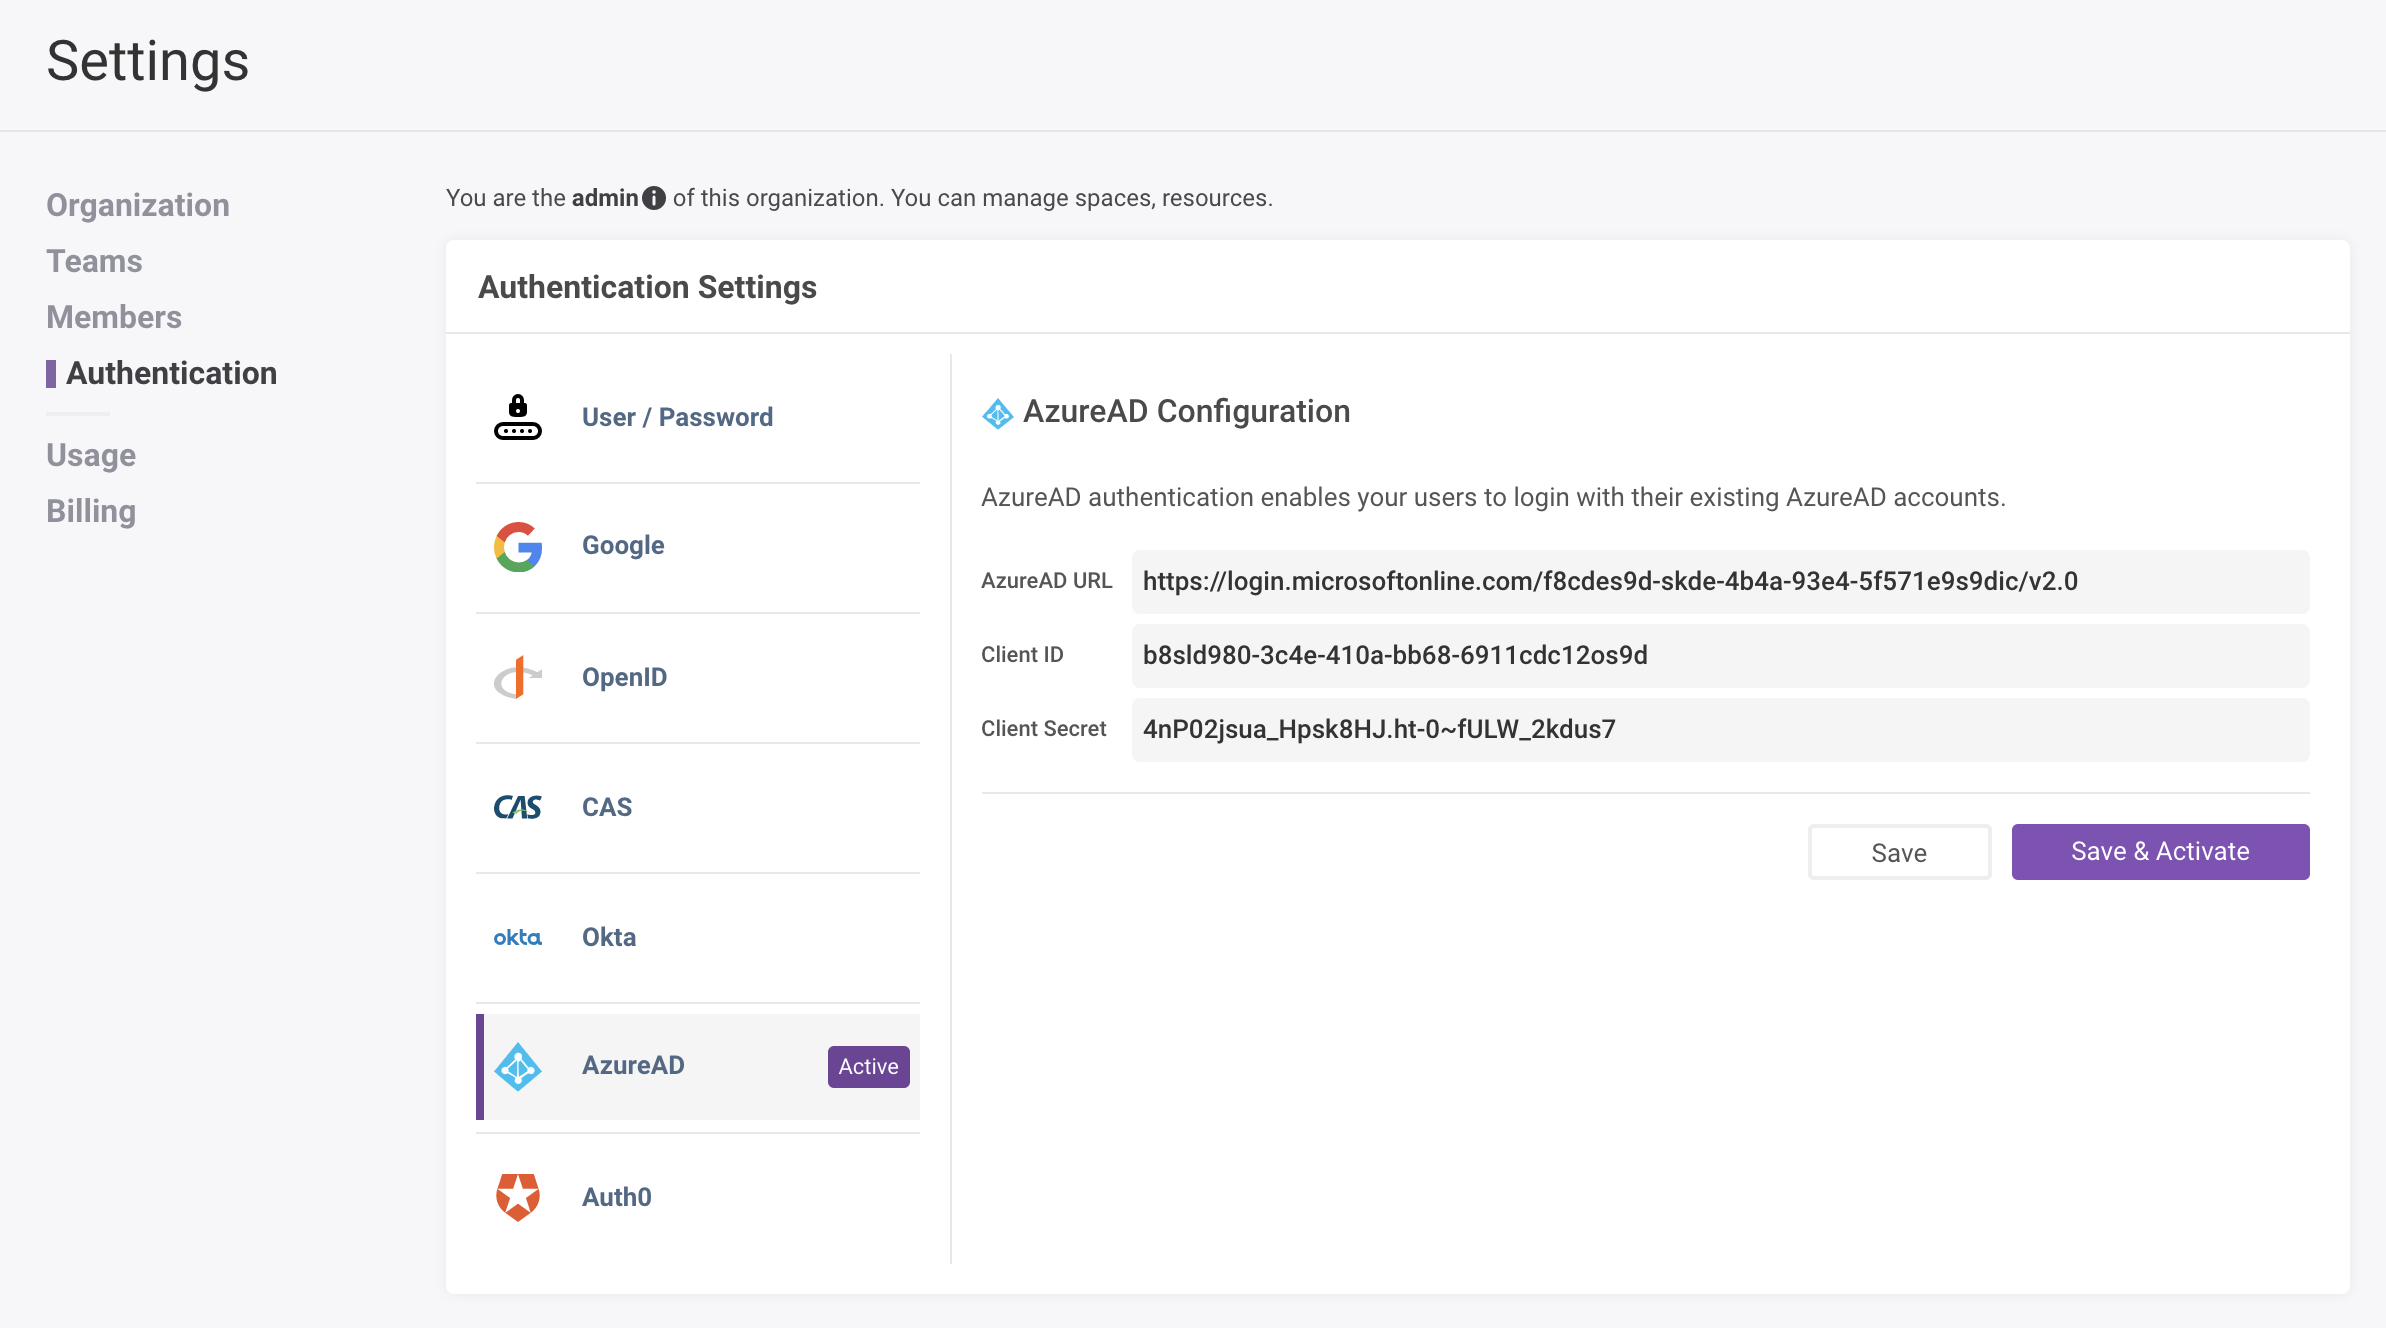 Settings
Organization
Teams
Members
Authentication
Usage
Billing
You are the admin of this organization. You can manage spaces, resources.
Authentication Settings
User / Password
Google
OpenID
CAS
CAS
okta
Okta
AzureAD
Active
Auth0
AzureAD Configuration
AzureAD authentication enables your users to login with their existing AzureAD accounts.
AzureAD URL
https://login.microsoftonline.com/f8cdes9d-skde-4b4a-93e4-5f571e9s9dic/v2.0
Client ID
b8sld980-3c4e-410a-bb68-6911cdc12os9d
Client Secret
4nP02jsua_Hpsk8HJ.ht-0~fULW_2kdus7
Save
Save & Activate